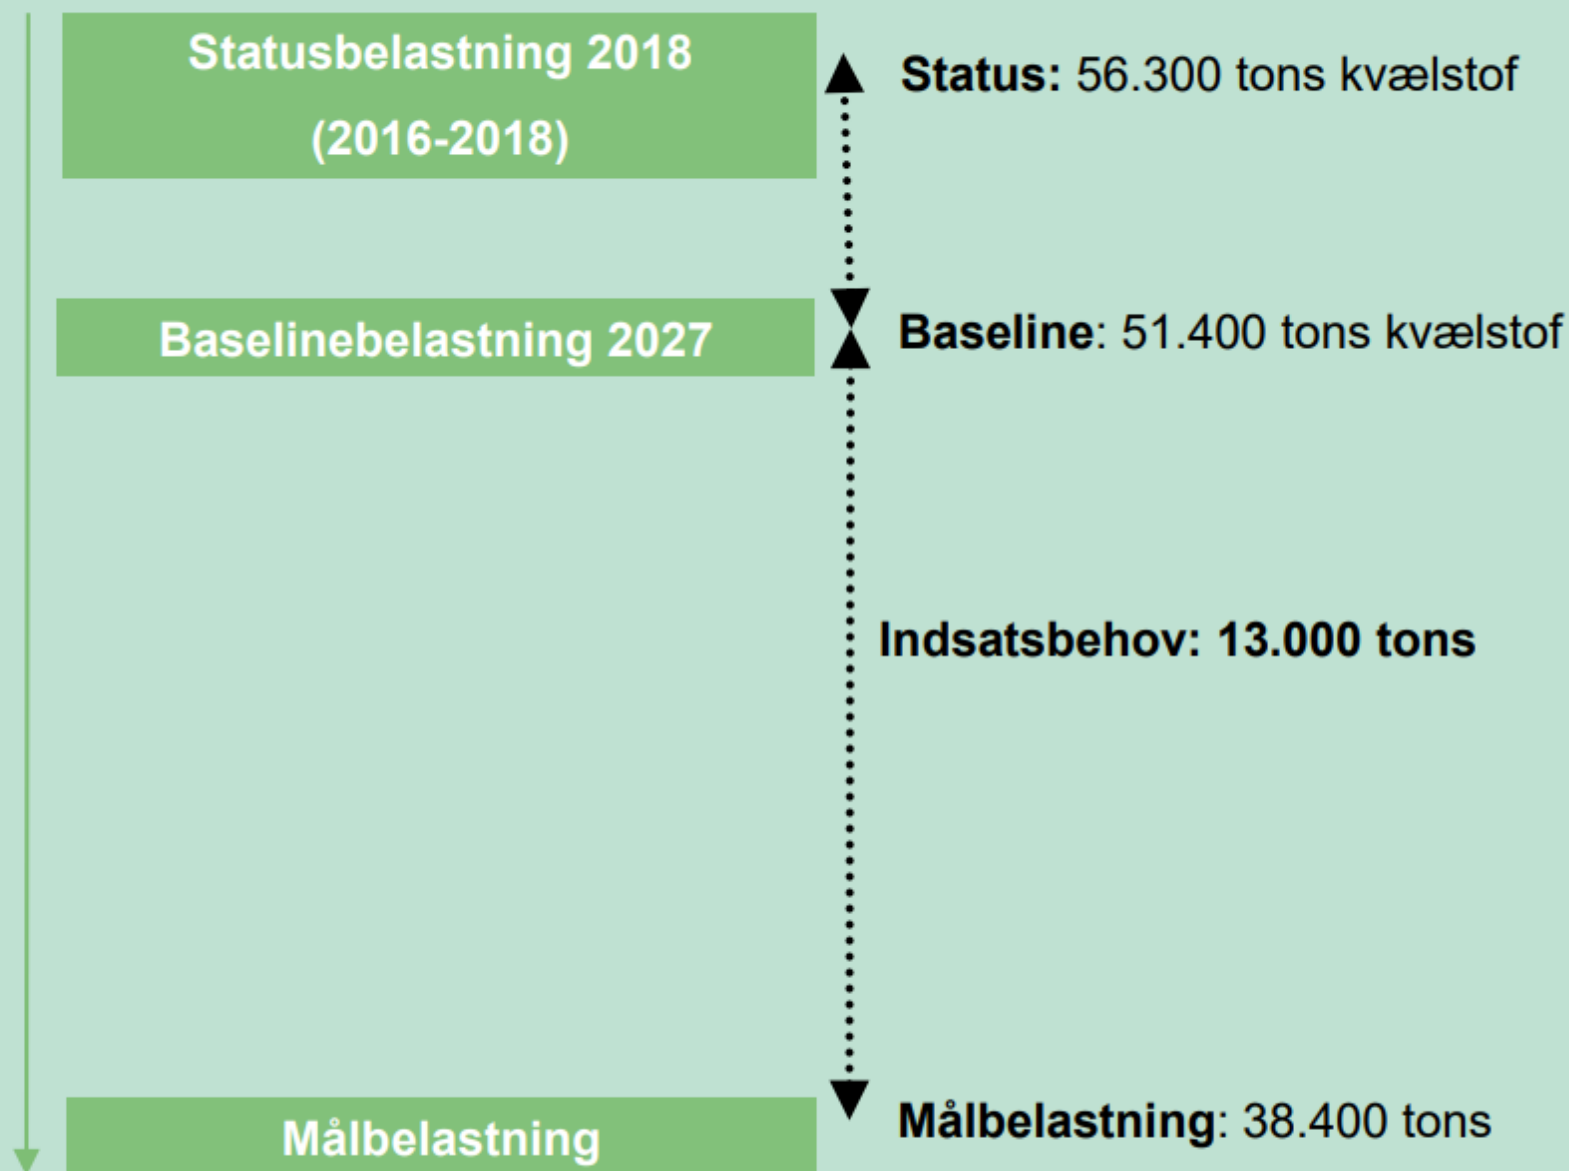 Statusbelastning 2018
(2016-2018)
Status: 56.300 tons kvælstof
Baselinebelastning 2027
Baseline: 51.400 tons kvælstof
Indsatsbehov: 13.000 tons
Målbelastning
Målbelastning: 38.400 tons